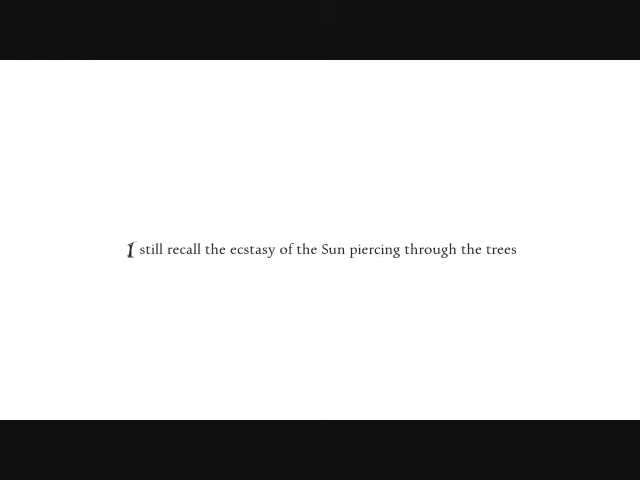 I still recall the ecstasy of the Sun piercing through the trees